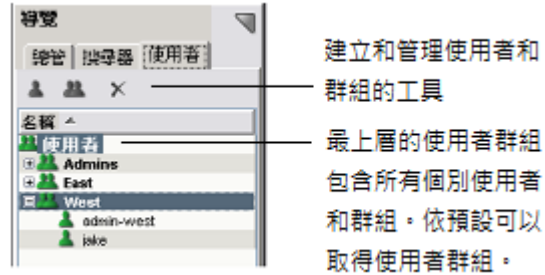 導覽
總管
搜尋器
使用者
名稱
使用者
Admins
East
West
admin-west
jake
建立和管理使用者和
群組的工具
最上層的使用者群組
包含所有個別使用者
和群組。依預設可以
取得使用者群組。